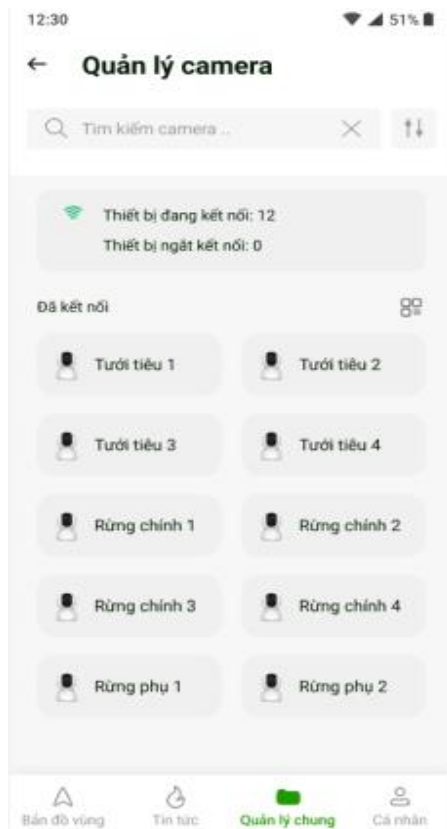 12:30 51%
Quản lý camera
Tìm kiếm camera ..
Thiết bị đang kết nối: 12
Thiết bị ngắt kết nối: 0
Đã kết nối
Tưới tiêu 1 Tưới tiêu 2
Tưới tiêu 3 Tưới tiêu 4
Rừng chính 1 Rừng chính 2
Rừng chính 3 Rừng chính 4
Rừng phụ 1 Rừng phụ 2
Bản đồ vùng Tin tức Quản lý chung Cá nhân